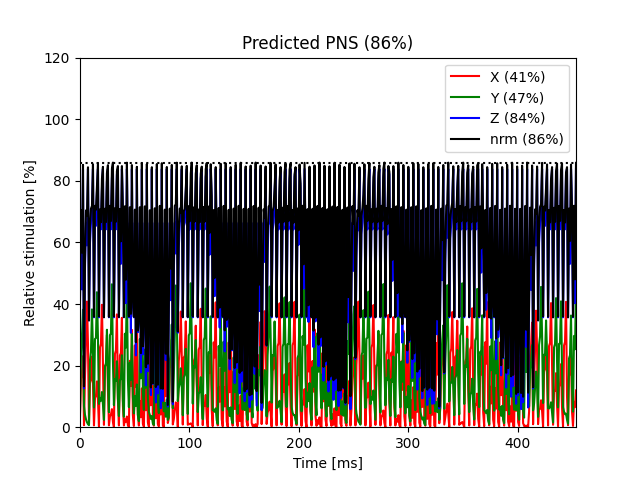 Predicted PNS (86%)
120
100
80
60
40
20
0
Relative stimulation [%]
X (41%)
Y (47%)
Z (84%)
nrm (86%)
0 100 200 300 400
Time [ms]